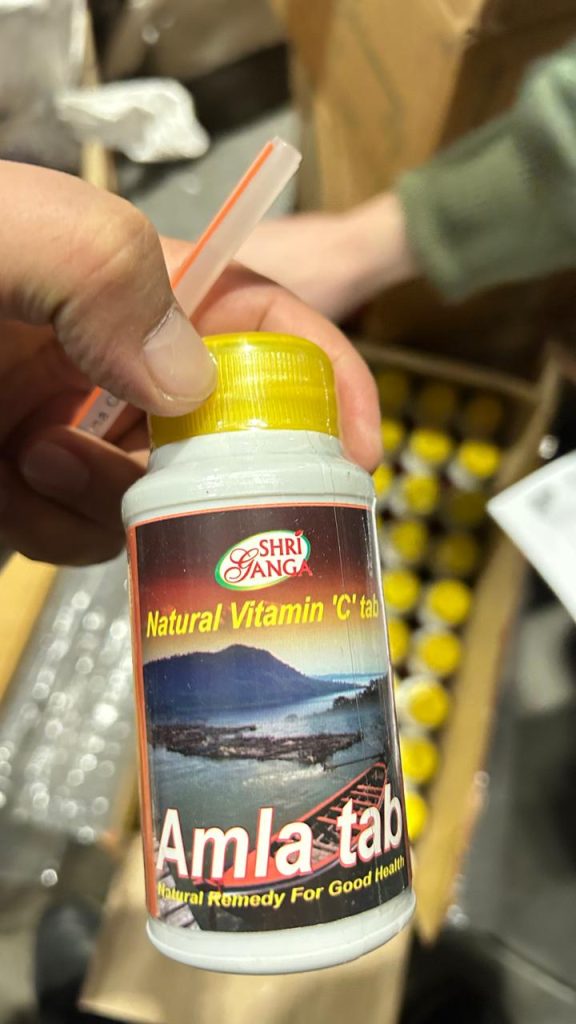 SHRI
GANGA
Natural Vitamin 'C' tab
Amla tab
Natural Remedy For Good Health